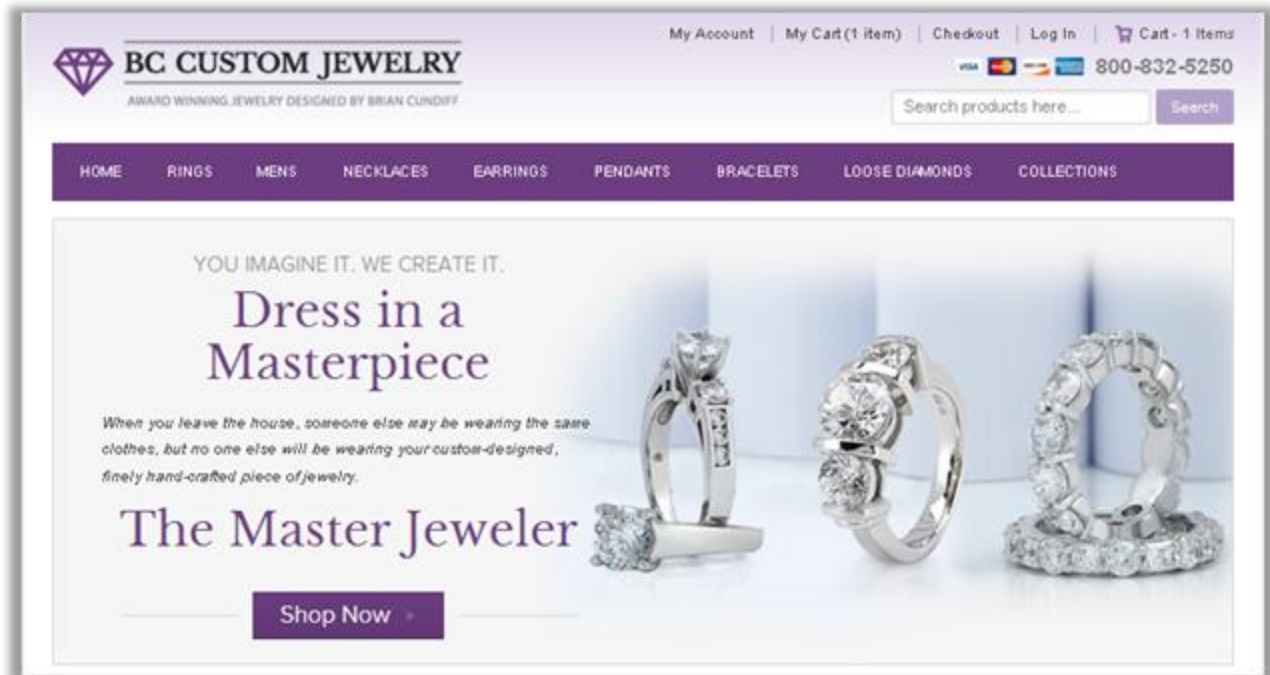 My Account | My Cart (1 item) | Checkout | Log In | Cart - 1 Items
BC CUSTOM JEWELRY
AWARD WINNING JEWELRY DESIGNED BY BRIAN CUNDIFF
VISA 800-832-5250
Search products here... Search
HOME RINGS MENS NECKLACES EARRINGS PENDANTS BRACELETS LOOSE DIAMONDS COLLECTIONS
YOU IMAGINE IT. WE CREATE IT.
Dress in a
Masterpiece
When you leave the house, someone else may be wearing the same
clothes, but no one else will be wearing your custom-designed,
finely hand-crafted piece of jewelry.
The Master Jeweler
Shop Now